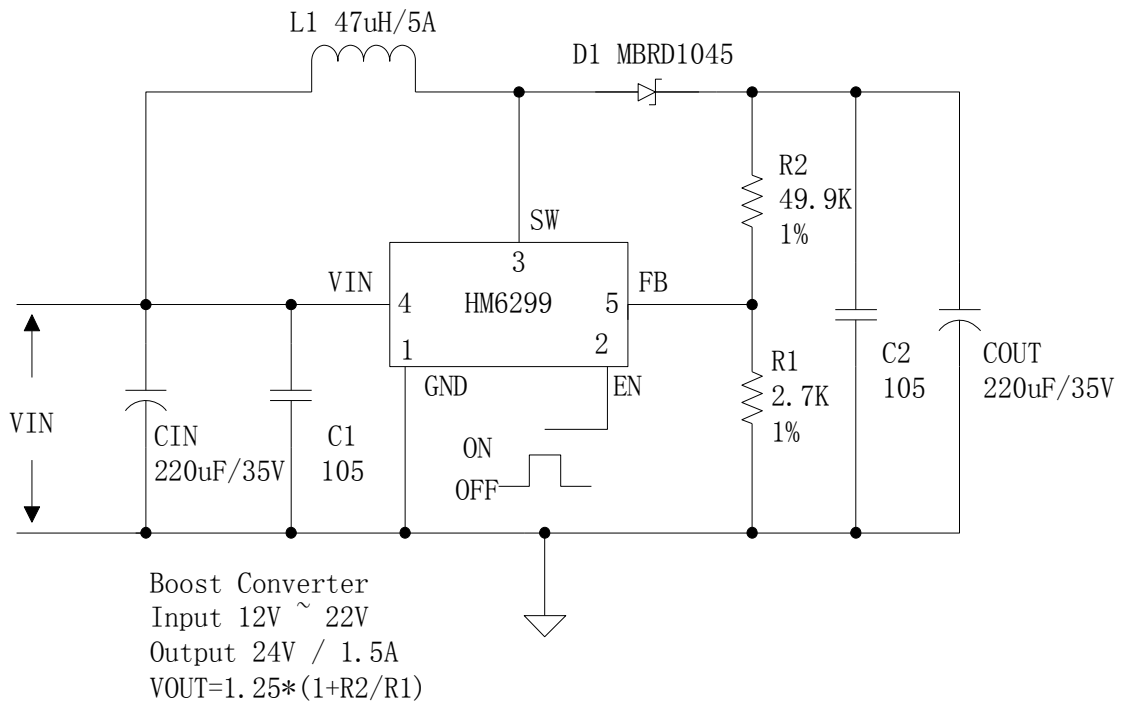 L1 47uH/5A
D1 MBRD1045
R2
49.9K
1%
SW
3
VIN
4
HM6299
5
FB
1
2
GND
EN
R1
2.7K
1%
C2
105
COUT
220uF/35V
VIN
CIN
220uF/35V
C1
105
ON
OFF
Boost Converter
Input 12V ~ 22V
Output 24V / 1.5A
VOUT=1.25*(1+R2/R1)